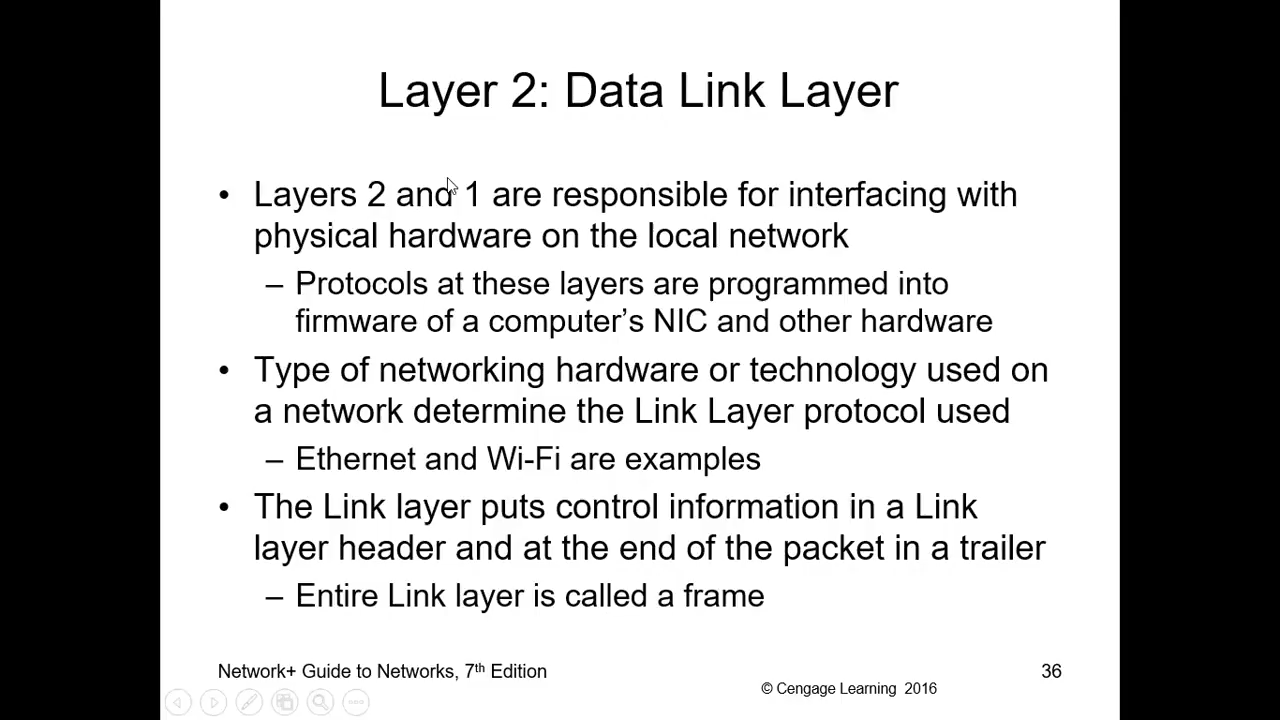 Layer 2: Data Link Layer
• Layers 2 and 1 are responsible for interfacing with
physical hardware on the local network
– Protocols at these layers are programmed into
firmware of a computer's NIC and other hardware
• Type of networking hardware or technology used on
a network determine the Link Layer protocol used
– Ethernet and Wi-Fi are examples
• The Link layer puts control information in a Link
layer header and at the end of the packet in a trailer
– Entire Link layer is called a frame
Network+ Guide to Networks, 7th Edition
36
© Cengage Learning 2016